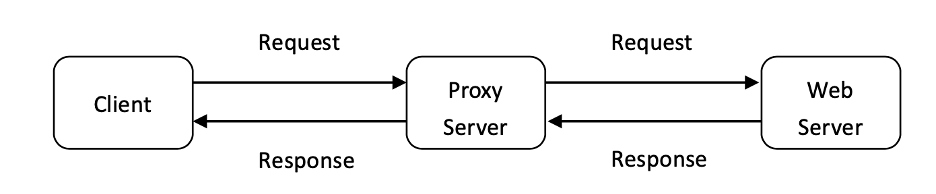 Request
Request
Client
Proxy
Server
Web
Server
Response
Response